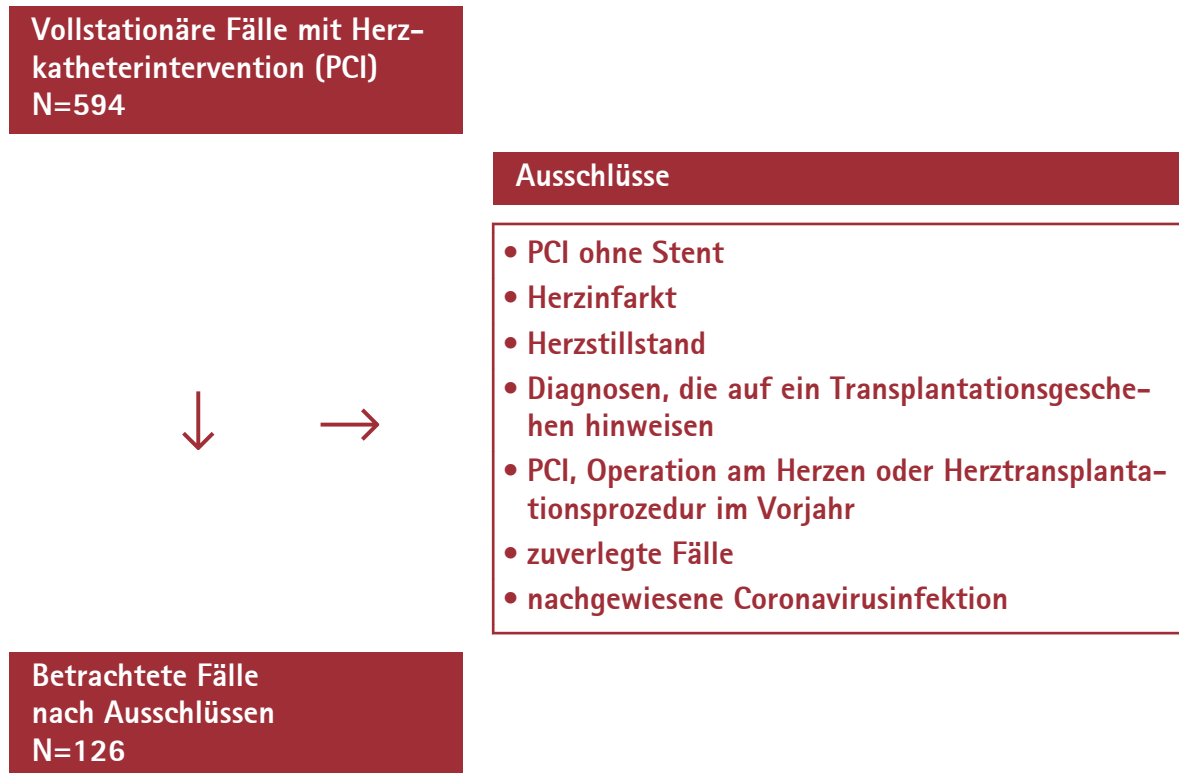 Vollstationäre Fälle mit Herz-
katheterintervention (PCI)
N=594
Ausschlüsse
• PCI ohne Stent
• Herzinfarkt
• Herzstillstand
• Diagnosen, die auf ein Transplantationsgesche-
hen hinweisen
• PCI, Operation am Herzen oder Herztransplanta-
tionsprozedur im Vorjahr
• zuverlegte Fälle
• nachgewiesene Coronavirusinfektion
Betrachtete Fälle
nach Ausschlüssen
N=126